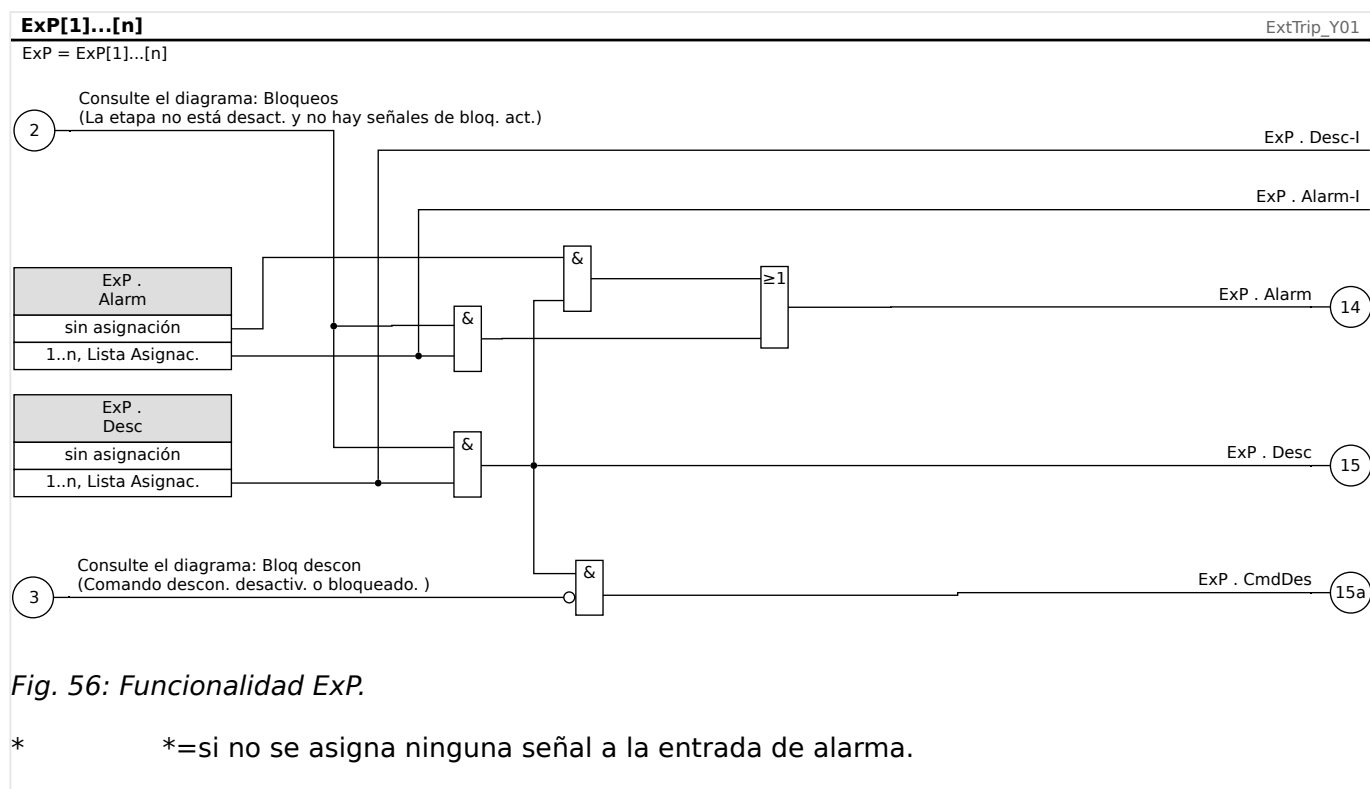 ExP[1]...[n]
ExtTrip_Y01
ExP = ExP[1]...[n]
Consulte el diagrama: Bloqueos
(La etapa no está desact. y no hay señales de bloq. act.)
2
ExP . Desc-I
ExP . Alarm-I
&
ExP .
Alarm
≥1
ExP . Alarm
14
sin asignación
&
1..n, Lista Asignac.
ExP .
Desc
sin asignación
&
ExP . Desc
15
1..n, Lista Asignac.
Consulte el diagrama: Bloq descon
(Comando descon. desactiv. o bloqueado. )
3
&
ExP . CmdDes
15a
Fig. 56: Funcionalidad ExP.
* *=si no se asigna ninguna señal a la entrada de alarma.